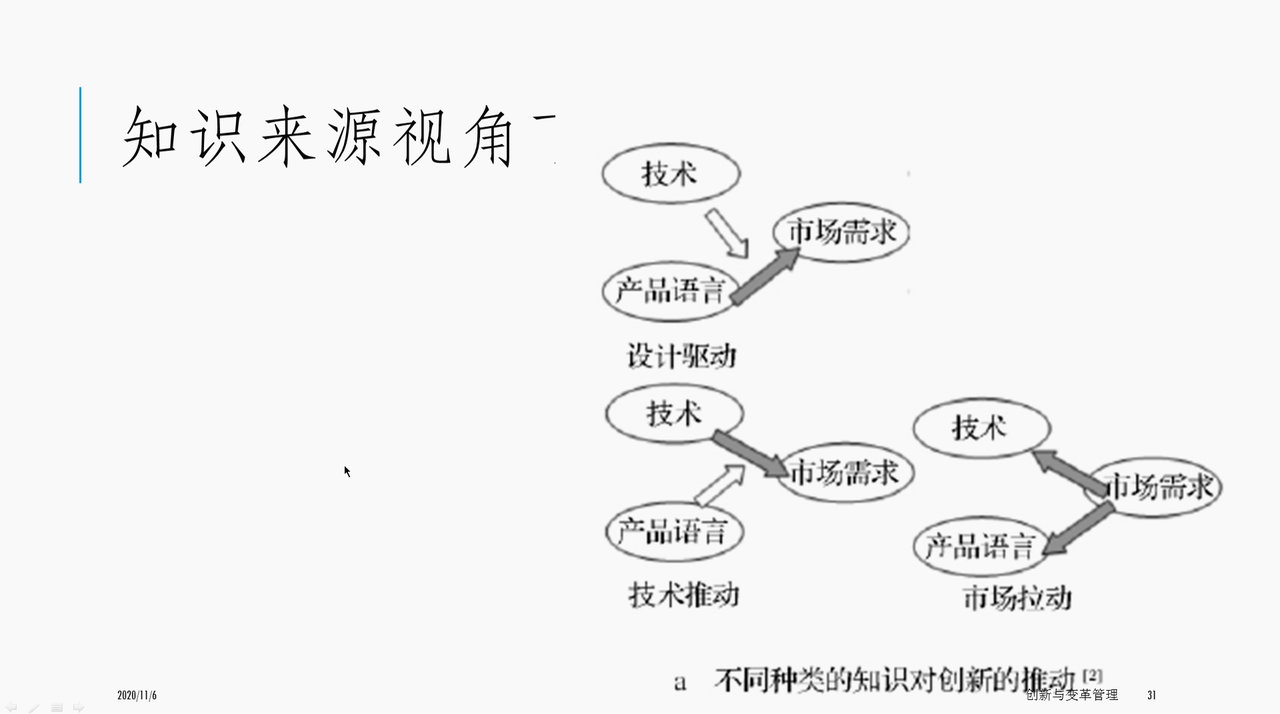 知识来源视角
技术
市场需求
产品语言
设计驱动
技术
市场需求
产品语言
技术推动
技术
市场需求
产品语言
市场拉动
a 不同种类的知识对创新的推动[2]
2020/11/6
创新与变革管理
31